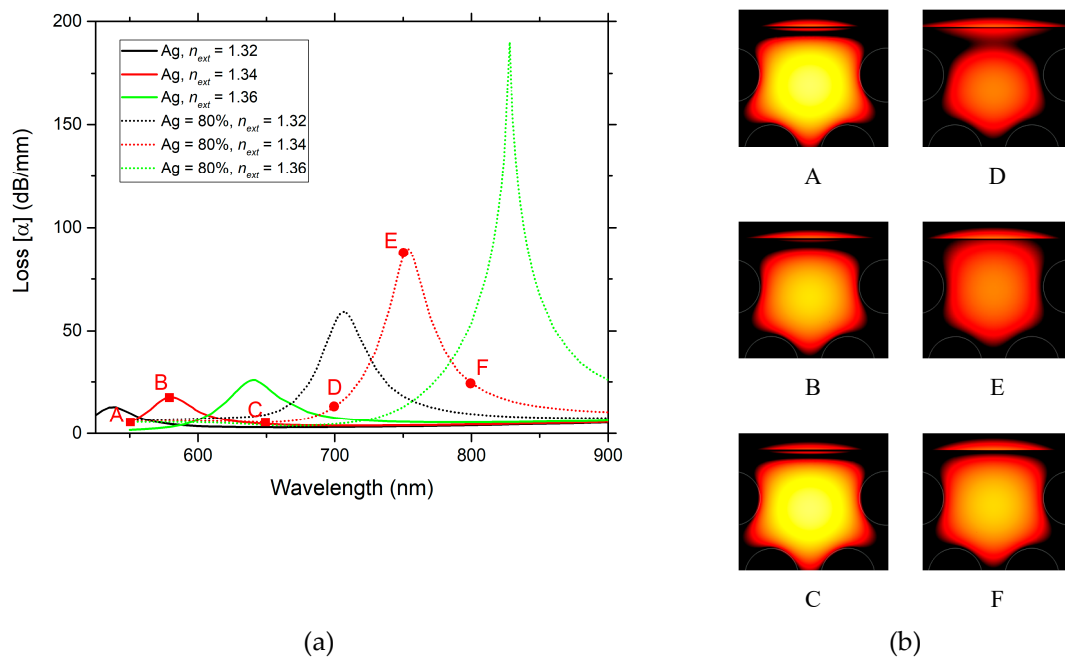 200
150
100
50
0
Loss [α] (dB/mm)
Ag, n_ext = 1.32
Ag, n_ext = 1.34
Ag, n_ext = 1.36
Ag = 80%, n_ext = 1.32
Ag = 80%, n_ext = 1.34
Ag = 80%, n_ext = 1.36
A
B
C
D
E
F
600
700
800
900
Wavelength (nm)
(a)
A
D
B
E
C
F
(b)